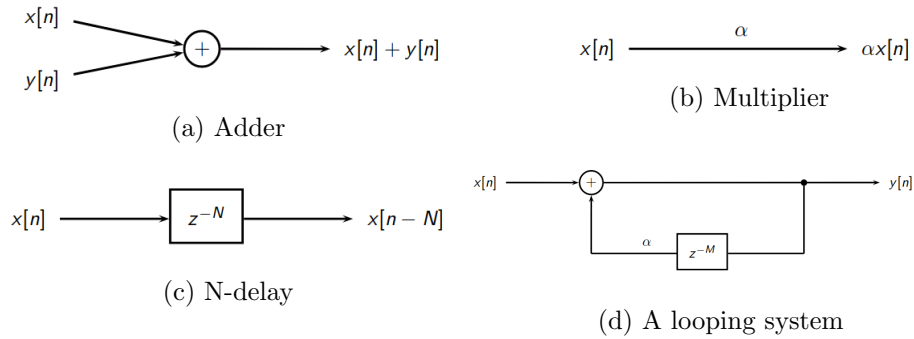 x[n]
y[n]
+
x[n] + y[n]
(a) Adder
x[n]
α
αx[n]
(b) Multiplier
x[n]
z^{-N}
x[n − N]
(c) N-delay
x[n]
+
y[n]
α
z^{-M}
(d) A looping system